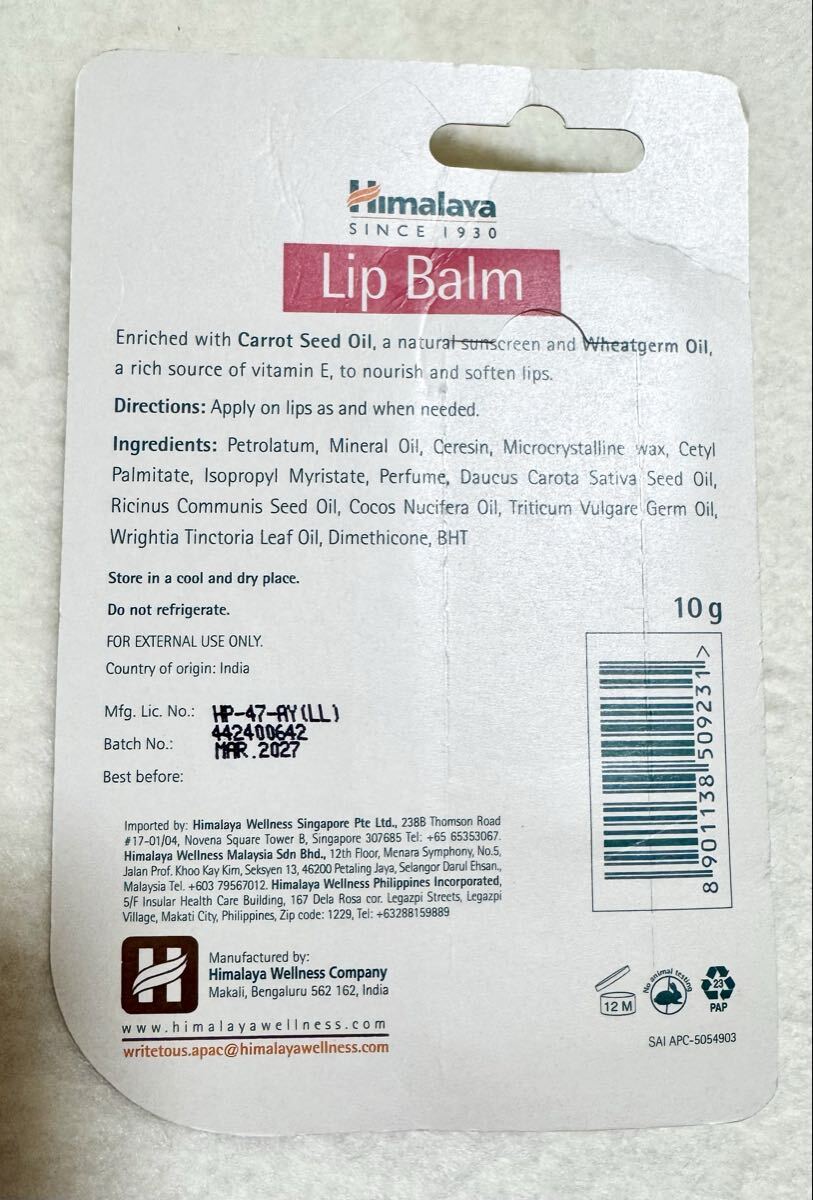 Himalaya
SINCE 1930
Lip Balm
Enriched with Carrot Seed Oil, a natural sunscreen and Wheatgerm Oil,
a rich source of vitamin E, to nourish and soften lips.
Directions: Apply on lips as and when needed.
Ingredients: Petrolatum, Mineral Oil, Ceresin, Microcrystalline wax, Cetyl
Palmitate, Isopropyl Myristate, Perfume, Daucus Carota Sativa Seed Oil,
Ricinus Communis Seed Oil, Cocos Nucifera Oil, Triticum Vulgare Germ Oil,
Wrightia Tinctoria Leaf Oil, Dimethicone, BHT
Store in a cool and dry place.
Do not refrigerate.
FOR EXTERNAL USE ONLY.
Country of origin: India
10 g
Mfg. Lic. No.: HP-47-AY(LL)
Batch No.: 442400642
Best before: MAR.2027
8 901138 509231 >
Imported by: Himalaya Wellness Singapore Pte Ltd., 238B Thomson Road
#17-01/04, Novena Square Tower B, Singapore 307685 Tel: +65 65353067.
Himalaya Wellness Malaysia Sdn Bhd., 12th Floor, Menara Symphony, No.5,
Jalan Prof. Khoo Kay Kim, Seksyen 13, 46200 Petaling Jaya, Selangor Darul Ehsan.,
Malaysia Tel. +603 79567012. Himalaya Wellness Philippines Incorporated,
5/F Insular Health Care Building, 167 Dela Rosa cor. Legazpi Streets, Legazpi
Village, Makati City, Philippines, Zip code: 1229, Tel: +63288159889
H
Manufactured by:
Himalaya Wellness Company
Makali, Bengaluru 562 162, India
www.himalayawellness.com
writetous.apac@himalayawellness.com
12 M
No animal testing
23
PAP
SAI APC-5054903